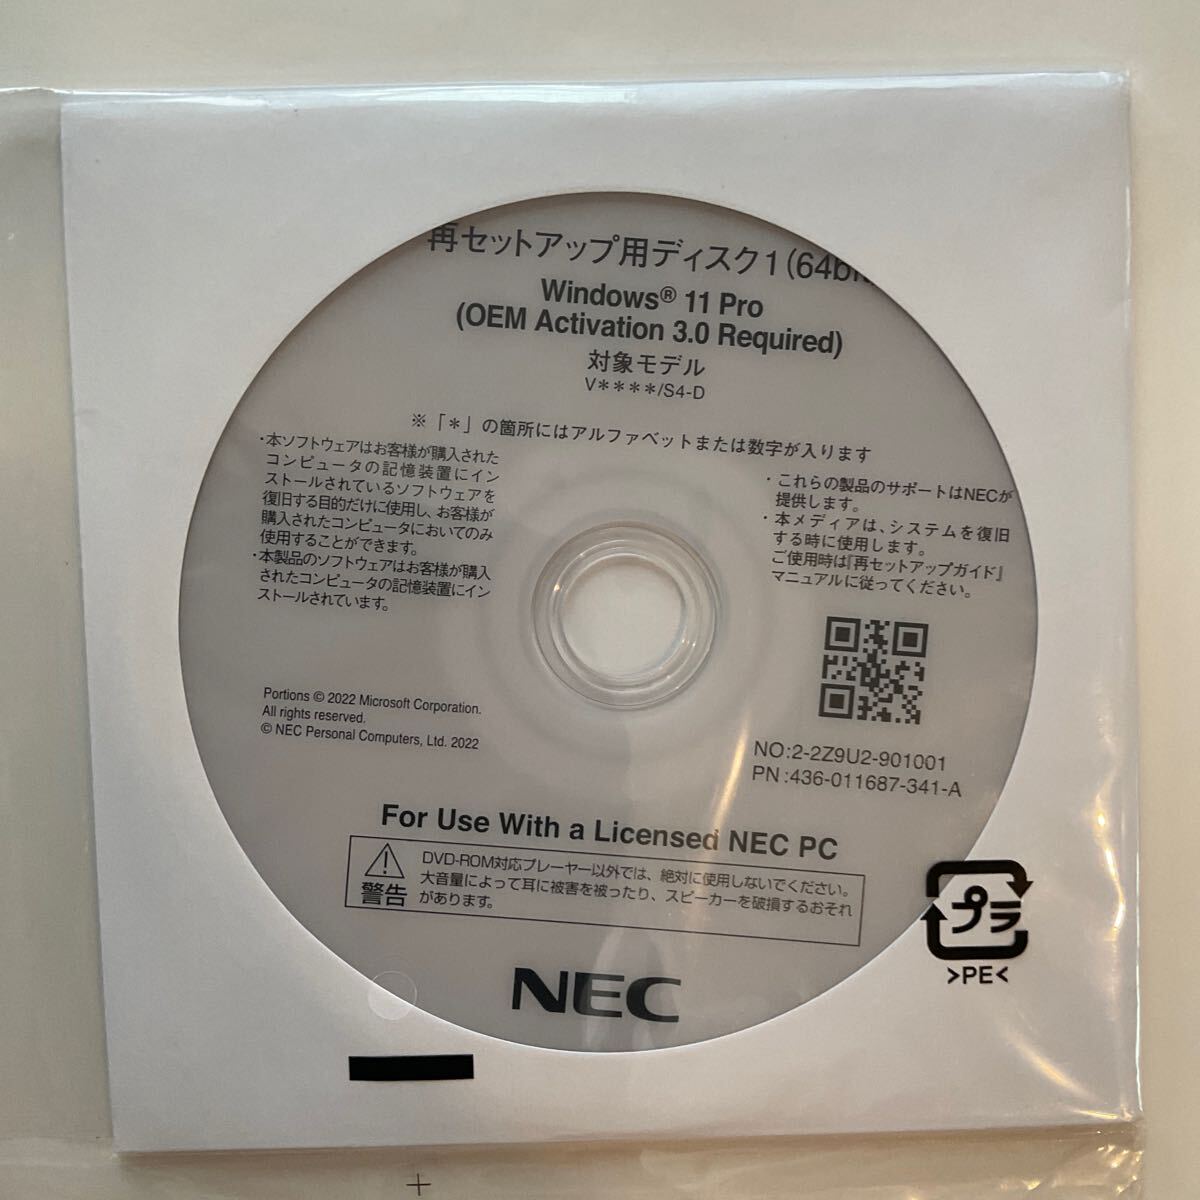 再セットアップ用ディスク1(64bit
Windows® 11 Pro
(OEM Activation 3.0 Required)
対象モデル
V＊＊＊＊/S4-D
※「＊」の箇所にはアルファベットまたは数字が入ります
・本ソフトウェアはお客様が購入された
コンピュータの記憶装置にイン
ストールされているソフトウェアを
復旧する目的だけに使用し、お客様が
購入されたコンピュータにおいてのみ
使用することができます。
・本製品のソフトウェアはお客様が購入
されたコンピュータの記憶装置にイン
ストールされています。
・これらの製品のサポートはNECが
提供します。
・本メディアは、システムを復旧
する時に使用します。
ご使用時は『再セットアップガイド』
マニュアルに従ってください。
Portions © 2022 Microsoft Corporation.
All rights reserved.
© NEC Personal Computers, Ltd. 2022
NO:2-2Z9U2-901001
PN:436-011687-341-A
For Use With a Licensed NEC PC
警告
DVD-ROM対応プレーヤー以外では、絶対に使用しないでください。
大音量によって耳に被害を被ったり、スピーカーを破損するおそれ
があります。
NEC
プラ
>PE<